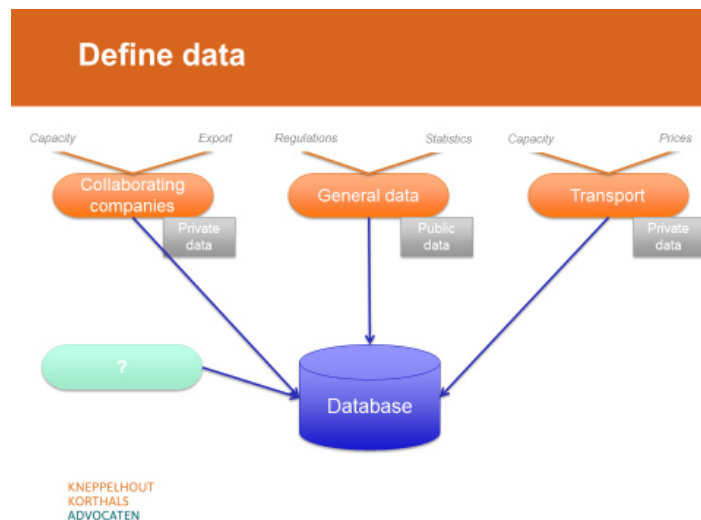 Define data
Capacity
Export
Regulations
Statistics
Capacity
Prices
Collaborating
companies
General data
Transport
Private
data
Public
data
Private
data
?
Database
KNEPPELHOUT
KORTHALS
ADVOCATEN